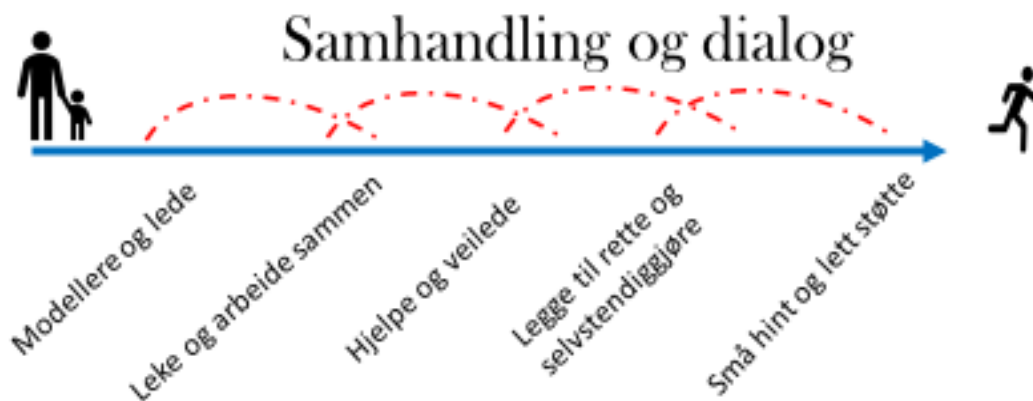 Samhandling og dialog
Modellere og lede
Leke og arbeide sammen
Hjelpe og veilede
Legge til rette og
selvstendiggjøre
Små hint og lett støtte